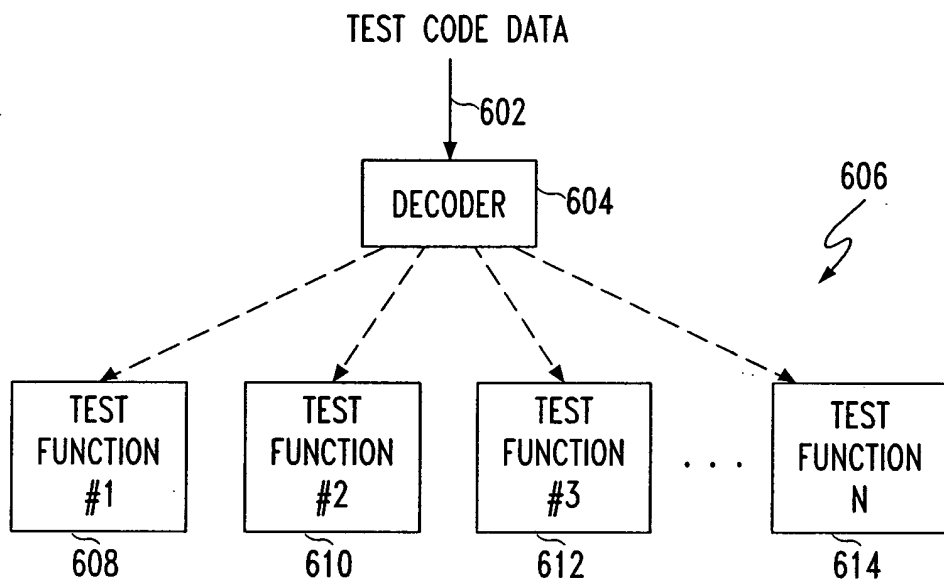 TEST CODE DATA
602
DECODER
604
606
TEST
FUNCTION
#1
TEST
FUNCTION
#2
TEST
FUNCTION
#3
. . .
TEST
FUNCTION
N
608
610
612
614